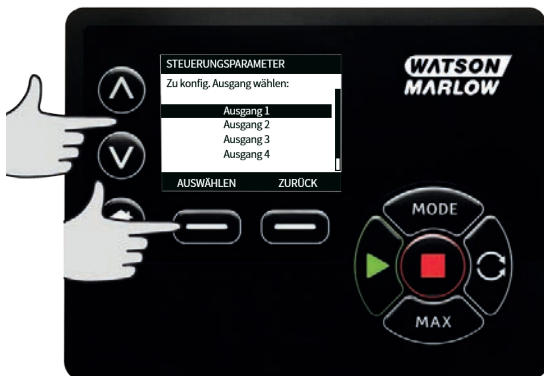 STEUERUNGSPARAMETER
Zu konfig. Ausgang wählen:
Ausgang 1
Ausgang 2
Ausgang 3
Ausgang 4
AUSWÄHLEN ZURÜCK
WATSON
MARLOW
MODE
MAX